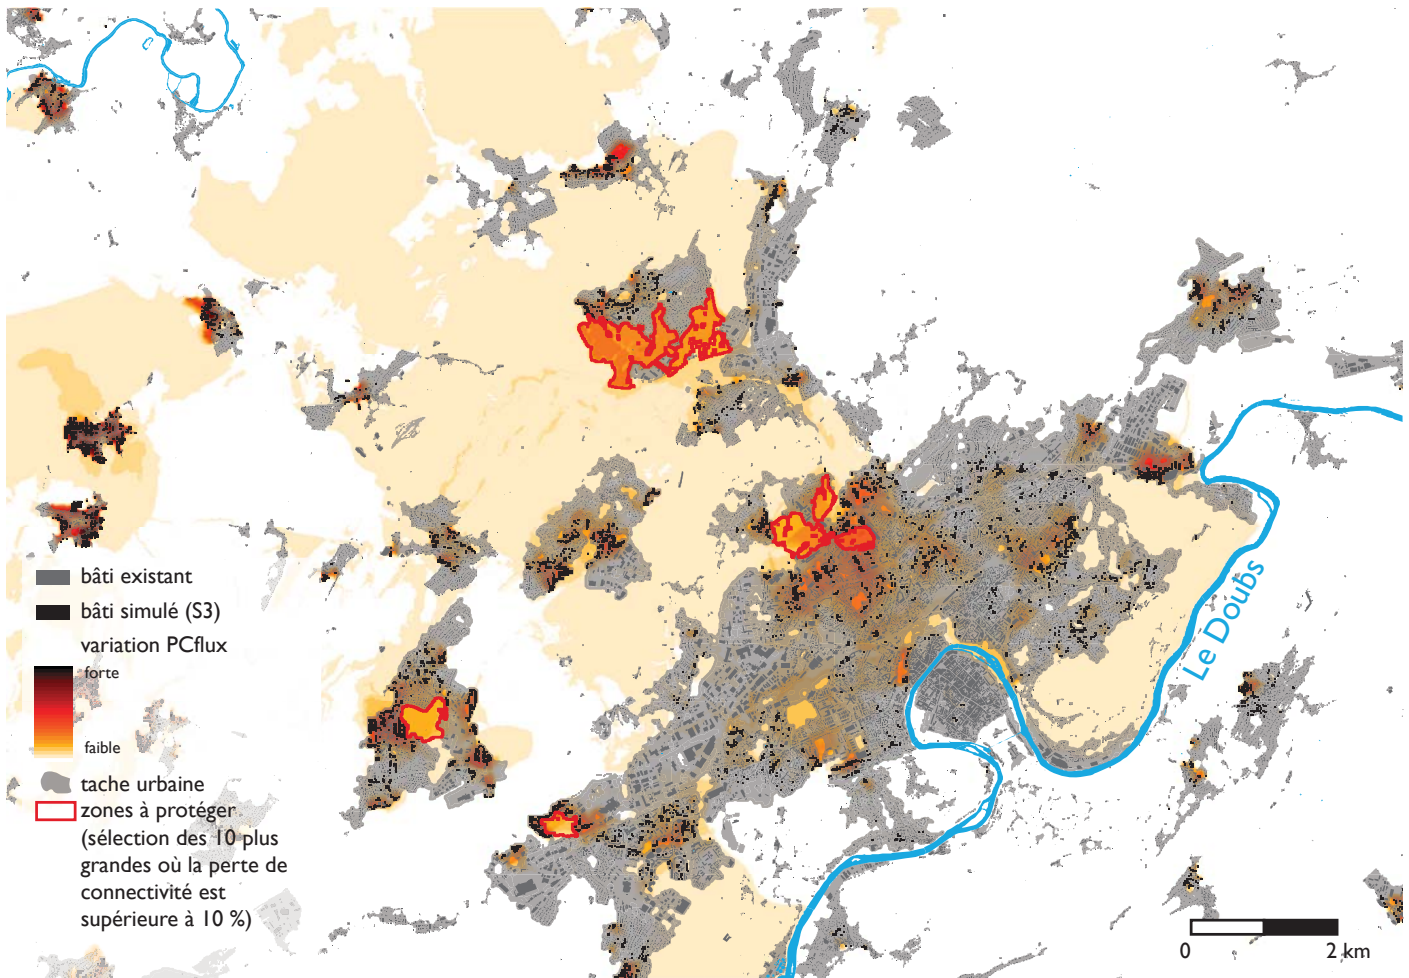 bâti existant
bâti simulé (S3)
variation PCflux
forte
faible
tache urbaine
zones à protéger
(sélection des 10 plus
grandes où la perte de
connectivité est
supérieure à 10 %)
Le Doubs
0 2 km